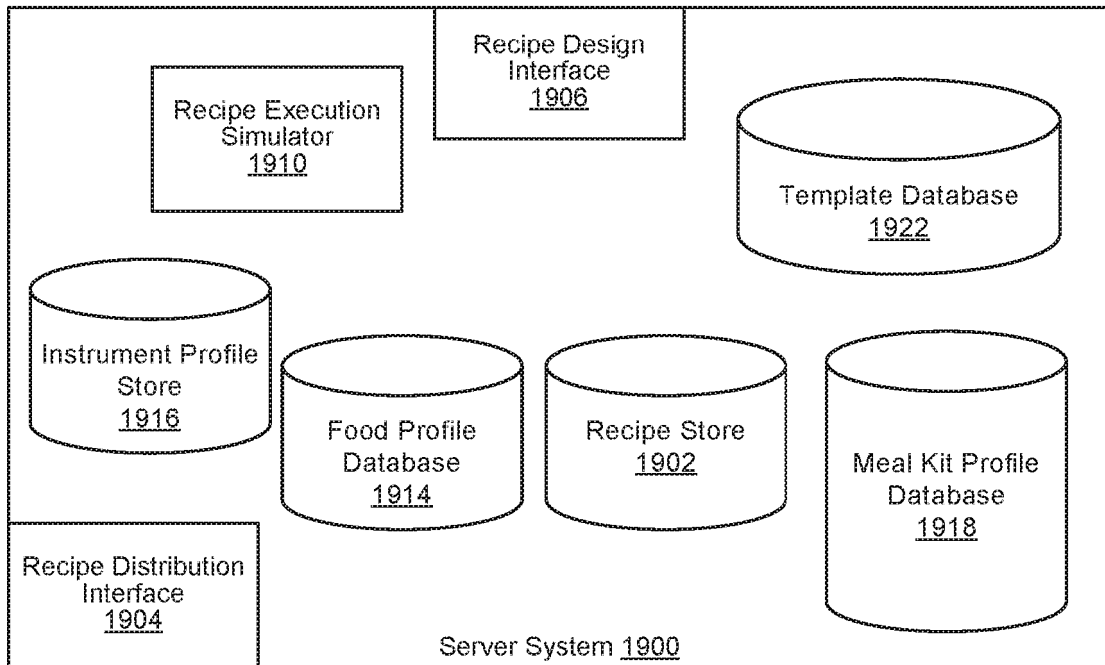 Recipe Design
Interface
1906
Recipe Execution
Simulator
1910
Template Database
1922
Instrument Profile
Store
1916
Food Profile
Database
1914
Recipe Store
1902
Meal Kit Profile
Database
1918
Recipe Distribution
Interface
1904
Server System 1900